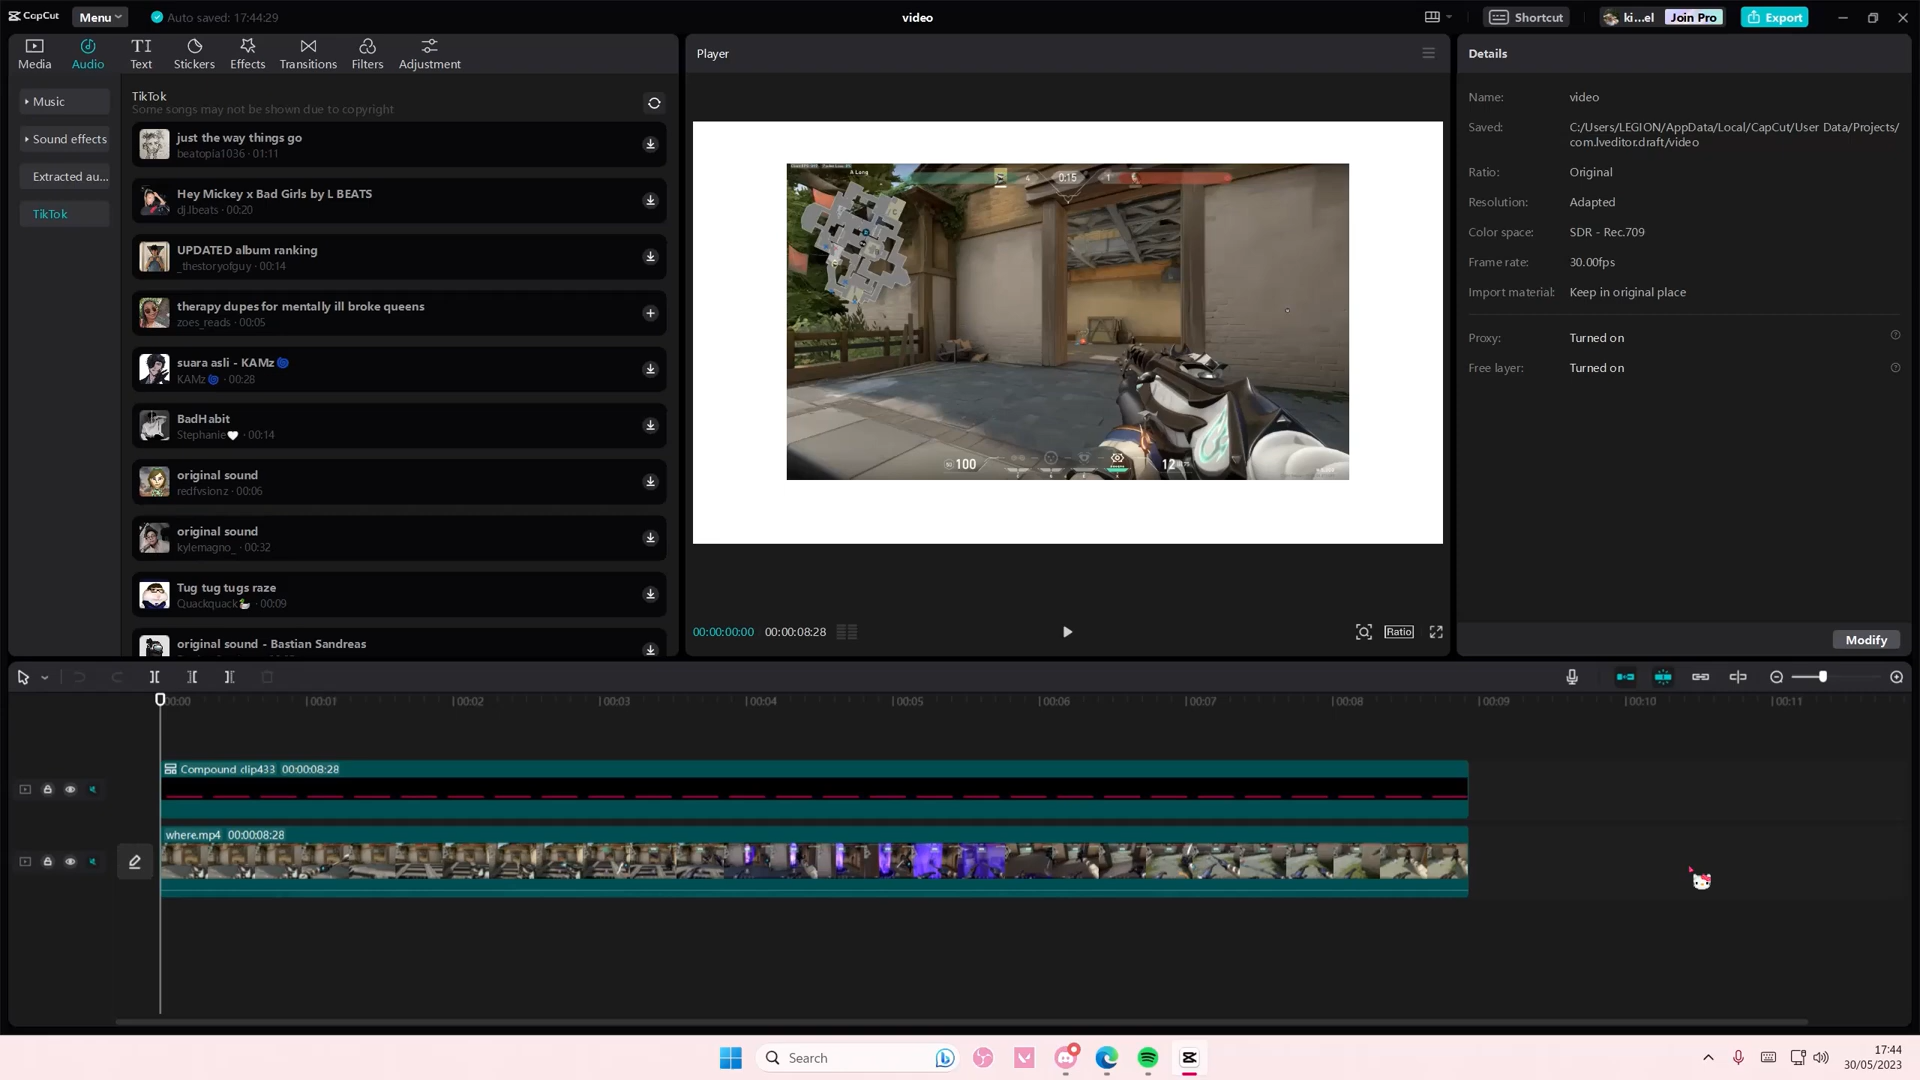 CapCut
Menu
Auto saved: 17:44:29
video
Shortcut
ki...el
Join Pro
Export
Media
Audio
Text
Stickers
Effects
Transitions
Filters
Adjustment
Music
Sound effects
Extracted au...
TikTok
TikTok
Some songs may not be shown due to copyright
just the way things go
beatopia1036 · 01:11
Hey Mickey x Bad Girls by L BEATS
dj.lbeats · 00:20
UPDATED album ranking
_thestoryofguy · 00:14
therapy dupes for mentally ill broke queens
zoes_reads · 00:05
suara asli - KAMz🌀
KAMz🌀 · 00:28
BadHabit
Stephanie🤍 · 00:14
original sound
redfvsionz · 00:06
original sound
kylemagno_ · 00:32
Tug tug tugs raze
Quackquack🦆 · 00:09
original sound - Bastian Sandreas
Player
A Long
4
0:15
1
100
12
00:00:00:00
00:00:08:28
Ratio
Details
Name: video
Saved: C:/Users/LEGION/AppData/Local/CapCut/User Data/Projects/
com.lveditor.draft/video
Ratio: Original
Resolution: Adapted
Color space: SDR - Rec.709
Frame rate: 30.00fps
Import material: Keep in original place
Proxy: Turned on
Free layer: Turned on
Modify
00:00
00:01
00:02
00:03
00:04
00:05
00:06
00:07
00:08
00:09
00:10
00:11
Compound clip433 00:00:08:28
where.mp4 00:00:08:28
Search
17:44
30/05/2023